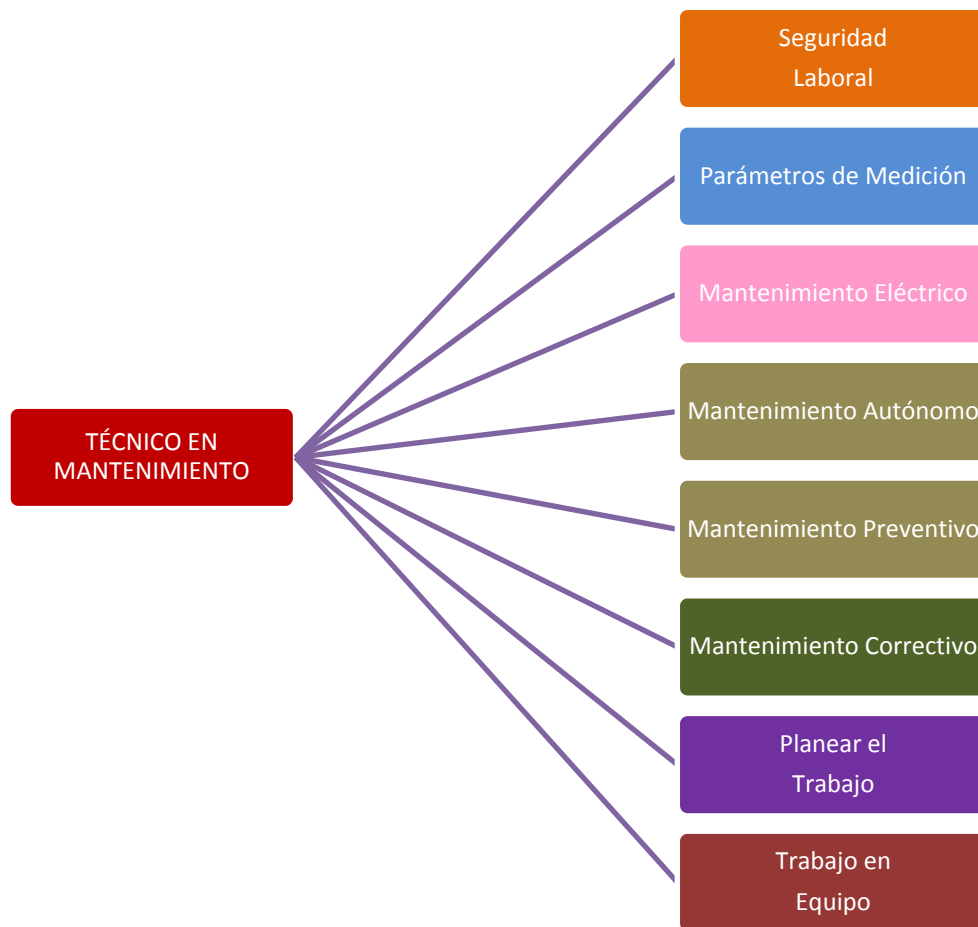 Seguridad
Laboral
Parámetros de Medición
Mantenimiento Eléctrico
Mantenimiento Autónomo
TÉCNICO EN
MANTENIMIENTO
Mantenimiento Preventivo
Mantenimiento Correctivo
Planear el
Trabajo
Trabajo en
Equipo